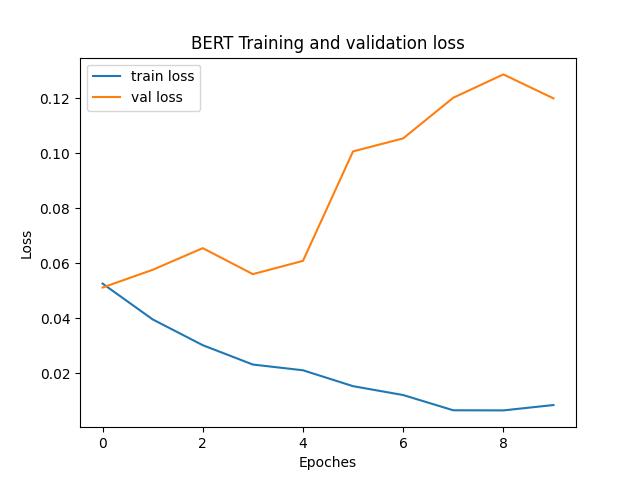 BERT Training and validation loss
train loss
val loss
0.12
0.10
0.08
0.06
0.04
0.02
Loss
0 2 4 6 8
Epoches